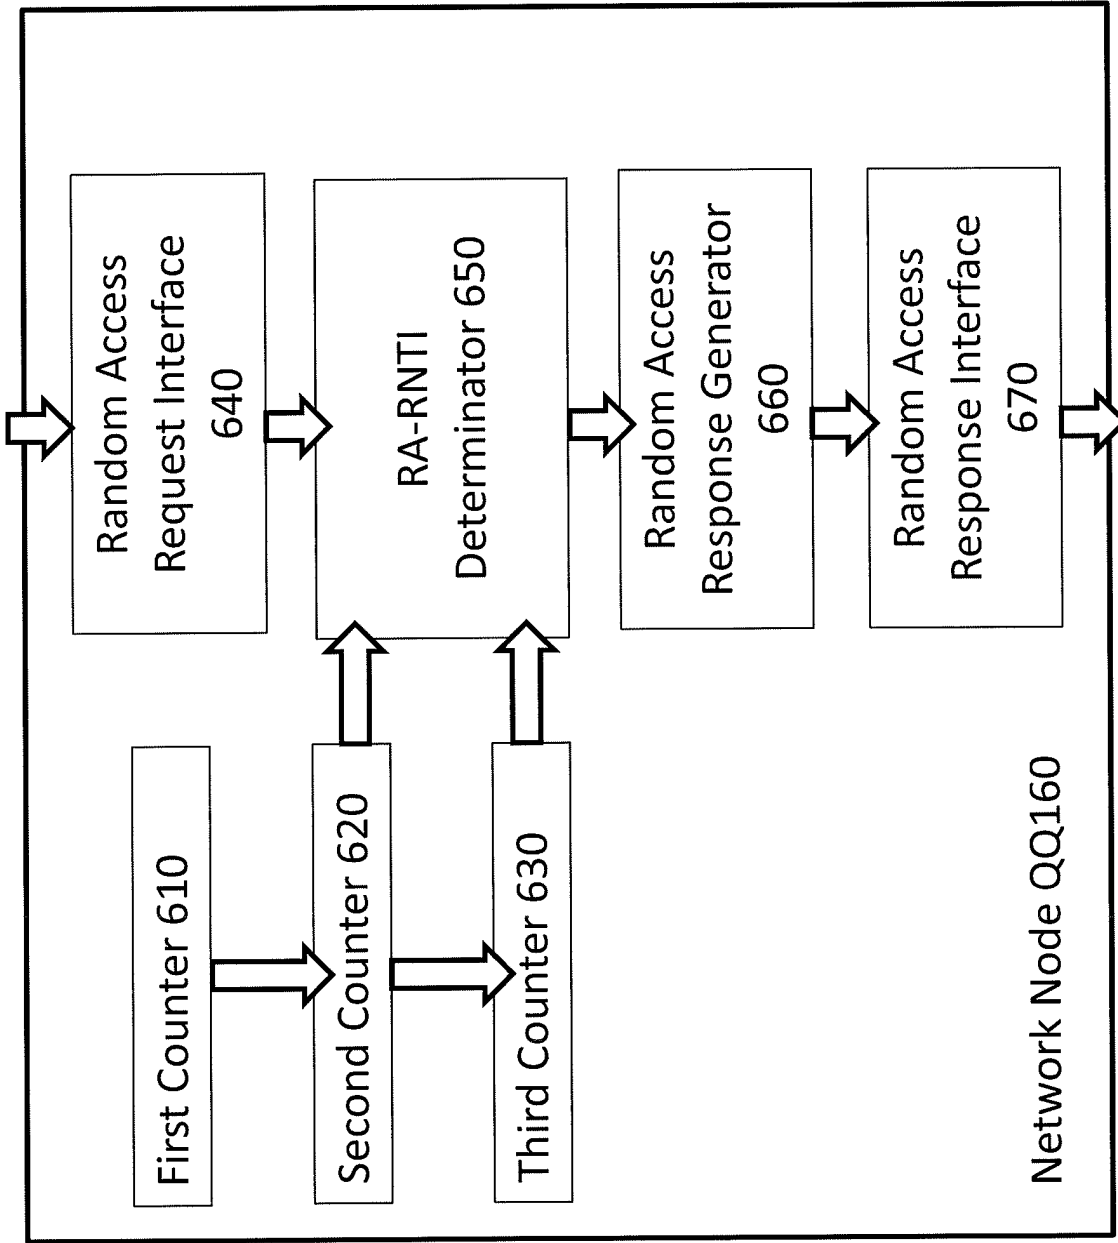 First Counter 610
Second Counter 620
Third Counter 630
Network Node QQ160
Random Access
Request Interface
640
RA-RNTI
Determinator 650
Random Access
Response Generator
660
Random Access
Response Interface
670